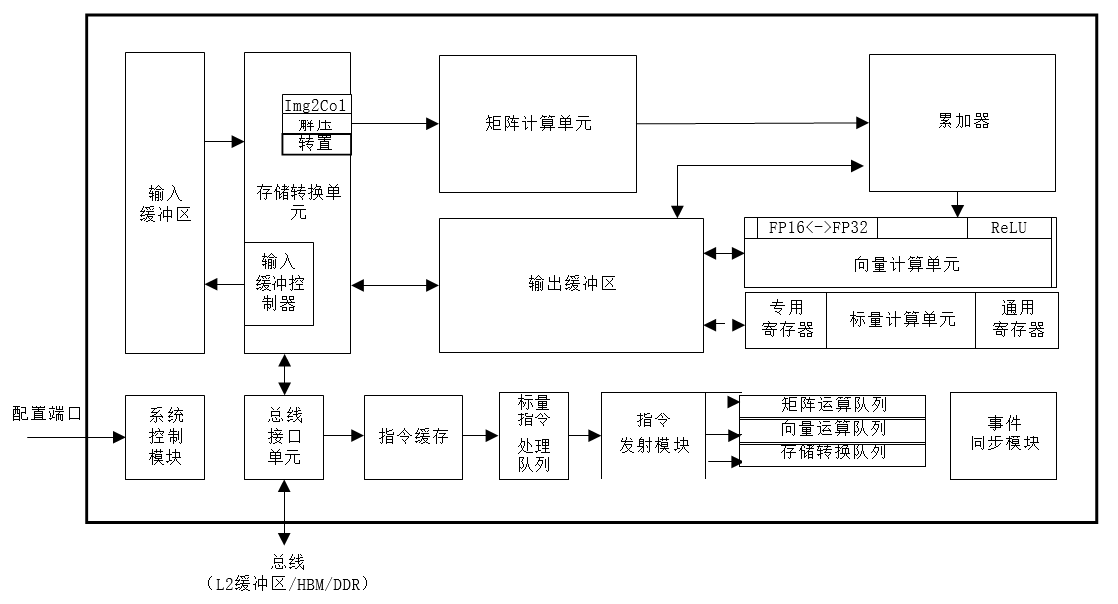 Img2Col
解压
转置
输入
缓冲区
存储转换单
元
输入
缓冲控
制器
矩阵计算单元
累加器
输出缓冲区
FP16<->FP32
ReLU
向量计算单元
专用
寄存器
标量计算单元
通用
寄存器
配置端口
系统
控制
模块
总线
接口
单元
指令缓存
标量
指令
处理
队列
指令
发射模块
矩阵运算队列
向量运算队列
存储转换队列
事件
同步模块
总线
(L2缓冲区/HBM/DDR)